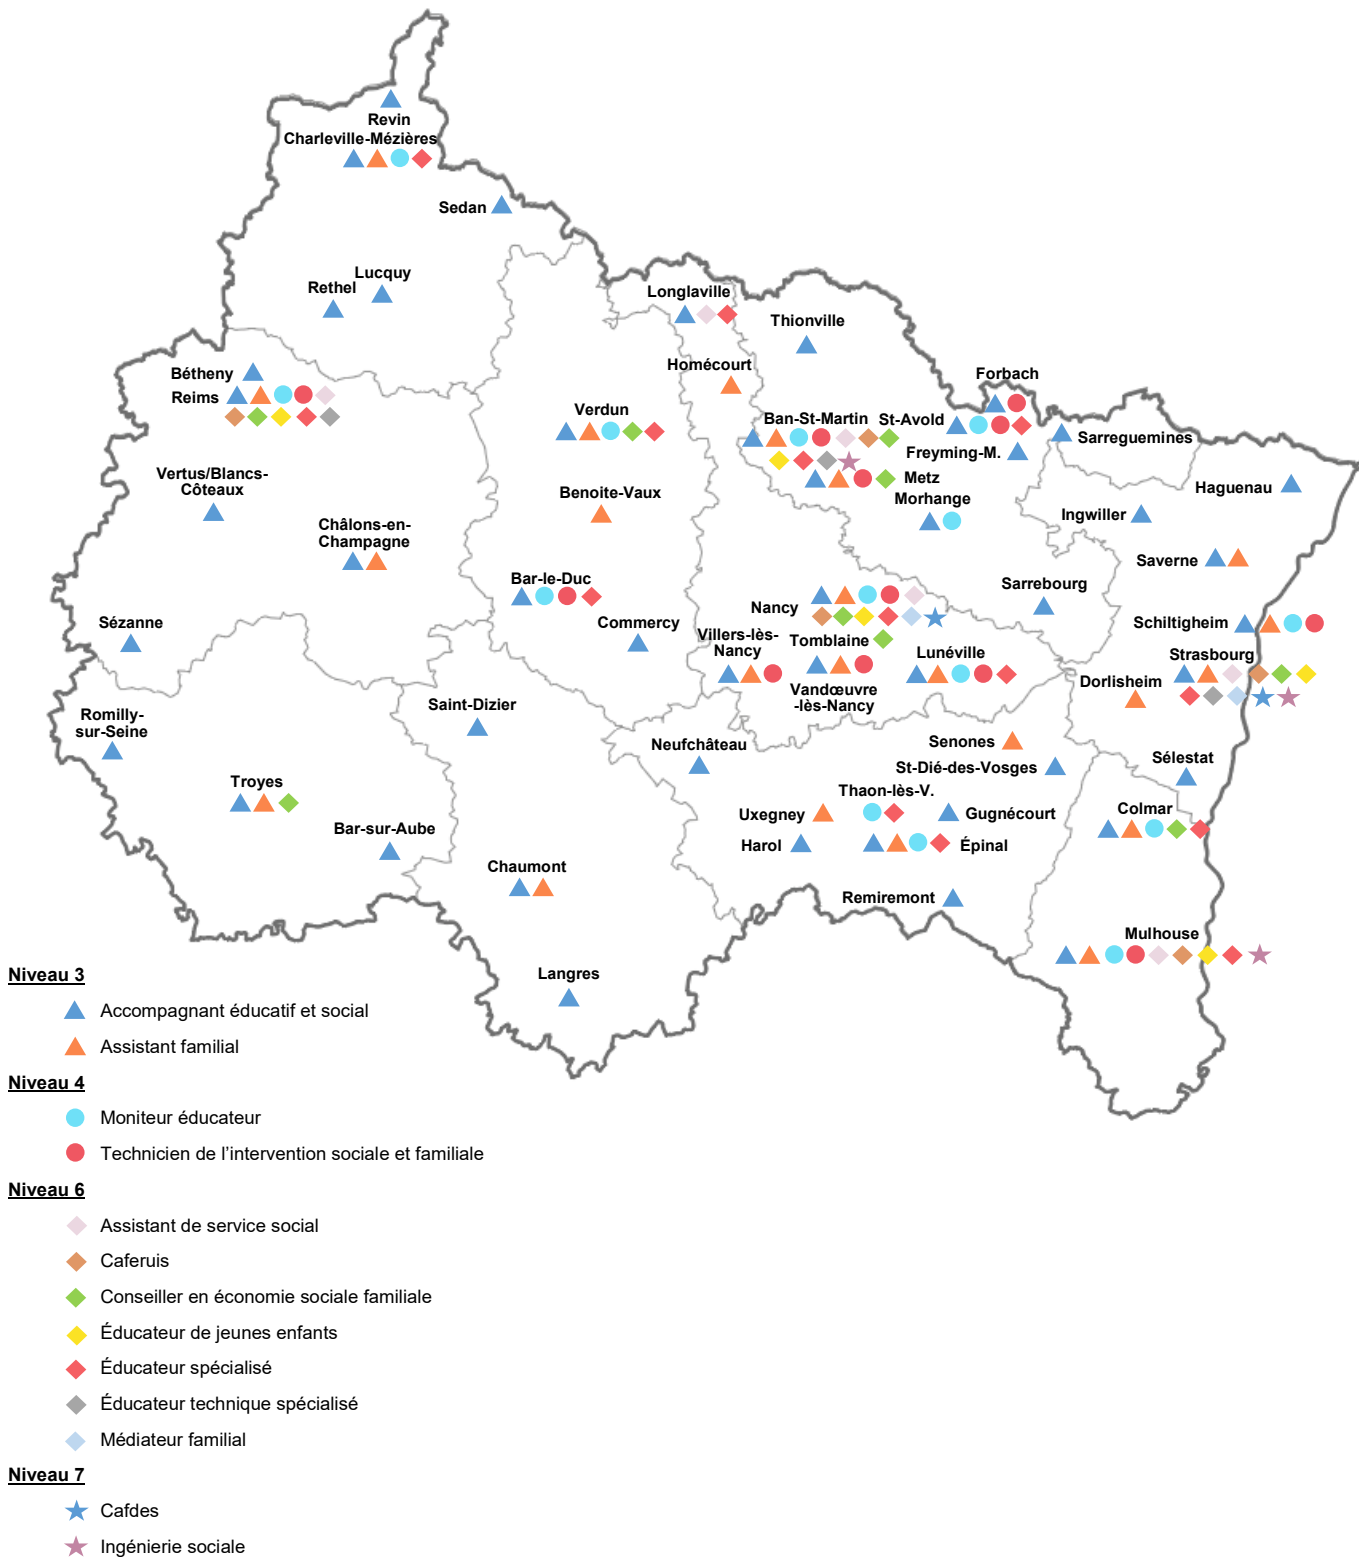 Revin
Charleville-Mézières
Sedan
Lucquy
Rethel
Longlaville
Thionville
Homécourt
Bétheny
Reims
Forbach
Verdun
Ban-St-Martin
St-Avold
Sarreguemines
Freyming-M.
Vertus/Blancs-
Côteaux
Metz
Haguenau
Benoite-Vaux
Morhange
Ingwiller
Châlons-en-
Champagne
Saverne
Bar-le-Duc
Sarrebourg
Nancy
Sézanne
Commercy
Schiltigheim
Villers-lès-
Nancy
Tomblaine
Lunéville
Strasbourg
Dorlisheim
Vandœuvre
-lès-Nancy
Romilly-
sur-Seine
Saint-Dizier
Neufchâteau
Senones
St-Dié-des-Vosges
Sélestat
Troyes
Thaon-lès-V.
Colmar
Uxegney
Gugnécourt
Bar-sur-Aube
Harol
Épinal
Chaumont
Remiremont
Mulhouse
Langres
Niveau 3
Accompagnant éducatif et social
Assistant familial
Niveau 4
Moniteur éducateur
Technicien de l’intervention sociale et familiale
Niveau 6
Assistant de service social
Caferuis
Conseiller en économie sociale familiale
Éducateur de jeunes enfants
Éducateur spécialisé
Éducateur technique spécialisé
Médiateur familial
Niveau 7
Cafdes
Ingénierie sociale